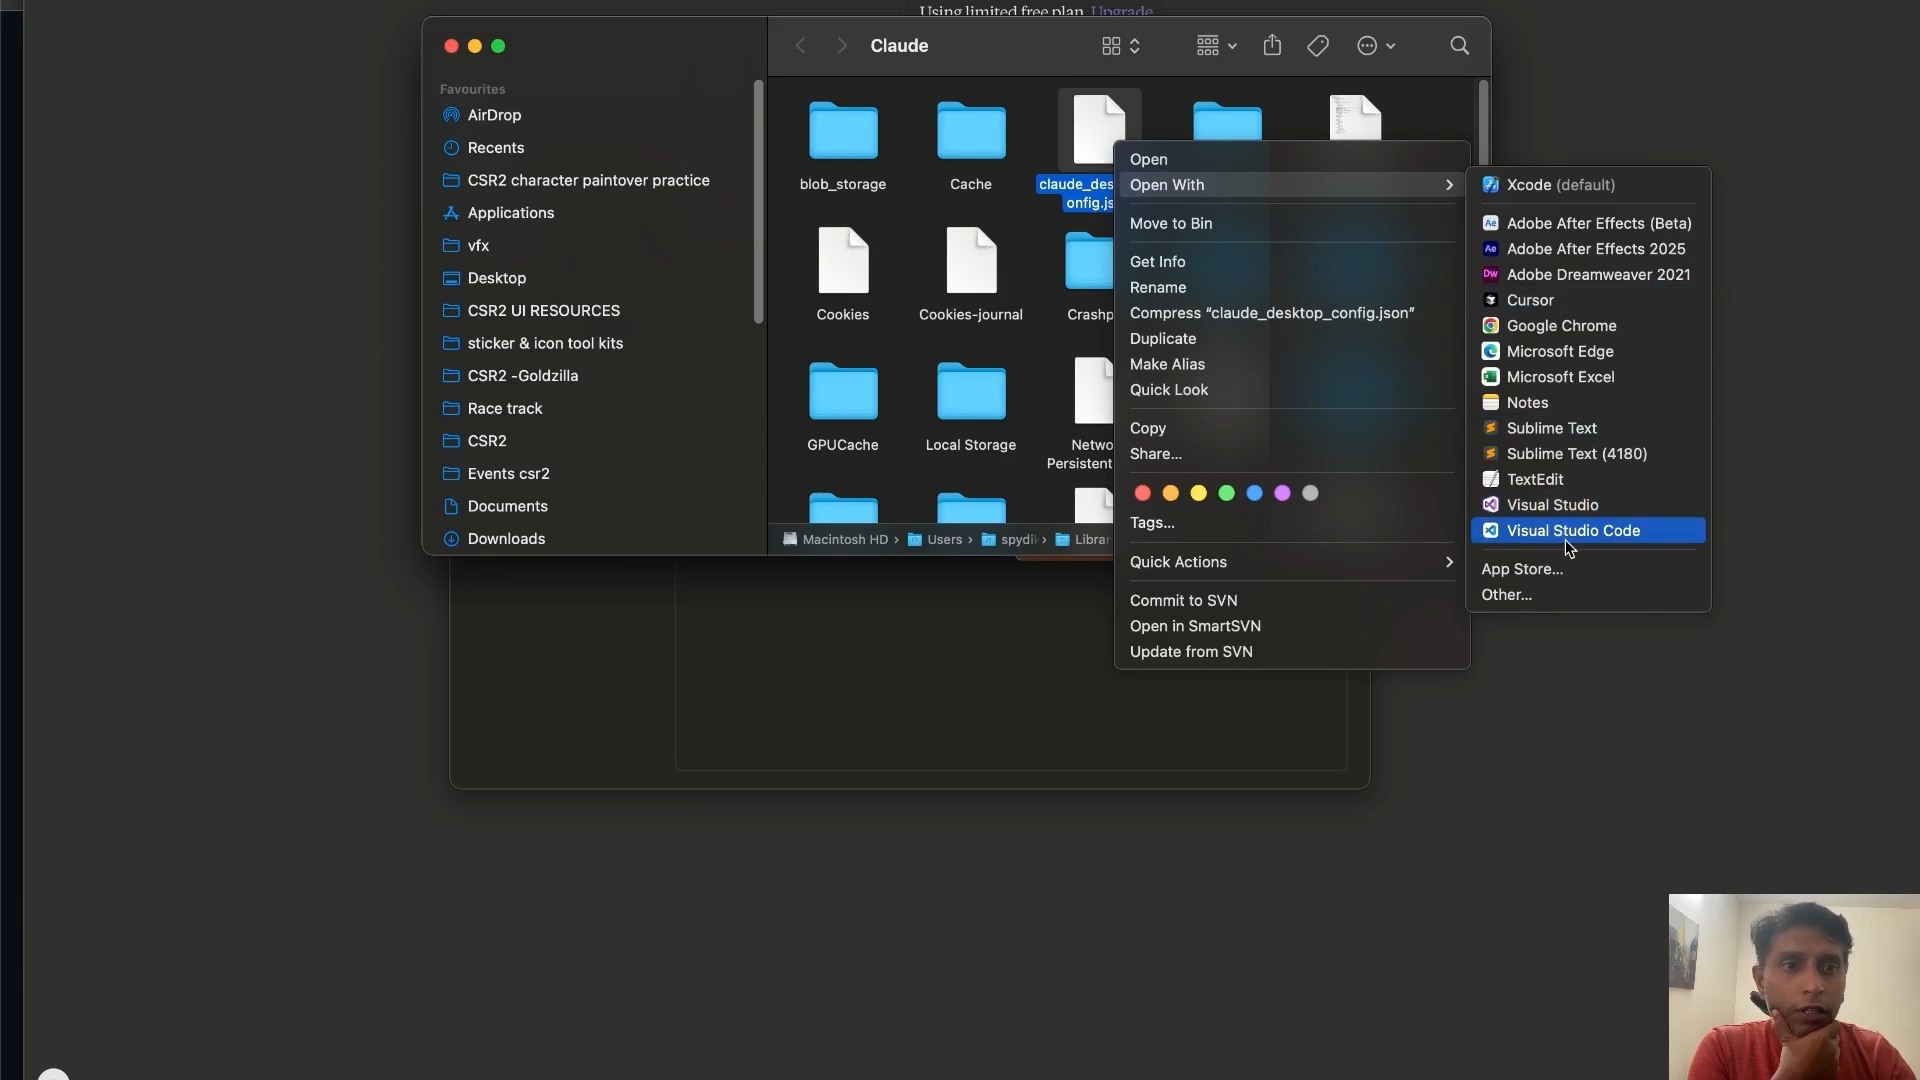 Using limited free plan Upgrade
Claude
Favourites
AirDrop
Recents
CSR2 character paintover practice
Applications
vfx
Desktop
CSR2 UI RESOURCES
sticker & icon tool kits
CSR2 -Goldzilla
Race track
CSR2
Events csr2
Documents
Downloads
blob_storage
Cache
claude_des
onfig.js
Cookies
Cookies-journal
Crashp
GPUCache
Local Storage
Netwo
Persistent
Macintosh HD
Users
spydi
Librar
Open
Open With
Move to Bin
Get Info
Rename
Compress “claude_desktop_config.json”
Duplicate
Make Alias
Quick Look
Copy
Share...
Tags...
Quick Actions
Commit to SVN
Open in SmartSVN
Update from SVN
Xcode (default)
Ae Adobe After Effects (Beta)
Ae Adobe After Effects 2025
Dw Adobe Dreamweaver 2021
Cursor
Google Chrome
Microsoft Edge
Microsoft Excel
Notes
Sublime Text
Sublime Text (4180)
TextEdit
Visual Studio
Visual Studio Code
App Store...
Other...